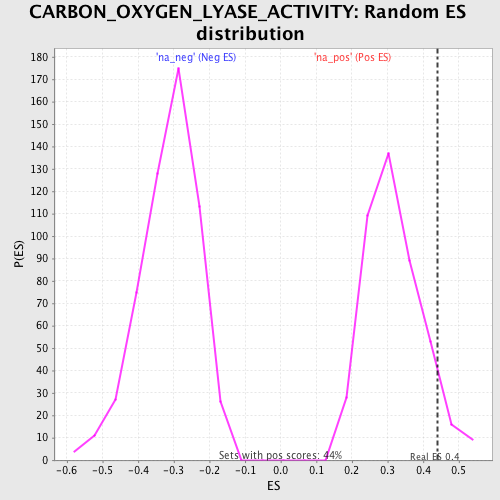 CARBON_OXYGEN_LYASE_ACTIVITY: Random ES
distribution
'na_neg' (Neg ES)
'na_pos' (Pos ES)
P(ES)
180
170
160
150
140
130
120
110
100
90
80
70
60
50
40
30
20
10
0
Sets with pos scores: 44%
Real ES 0.4
-0.6 -0.5 -0.4 -0.3 -0.2 -0.1 0.0 0.1 0.2 0.3 0.4 0.5
ES